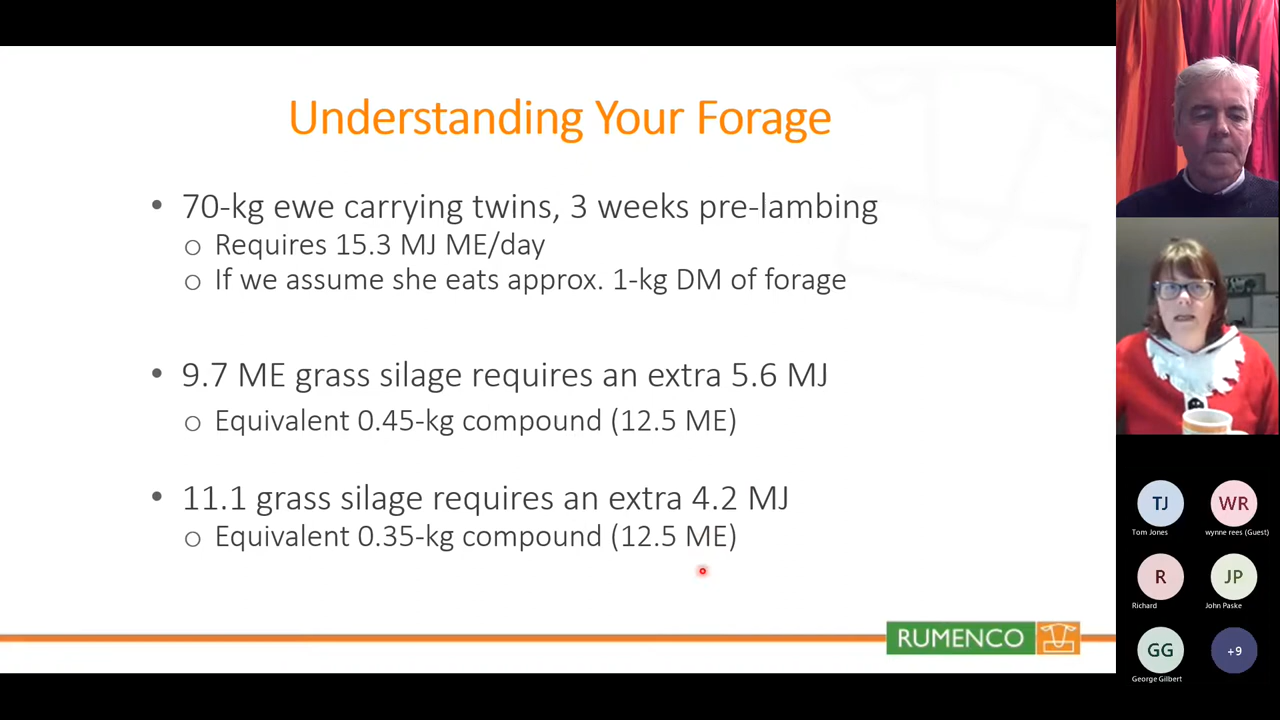 Understanding Your Forage
• 70-kg ewe carrying twins, 3 weeks pre-lambing
o Requires 15.3 MJ ME/day
o If we assume she eats approx. 1-kg DM of forage
• 9.7 ME grass silage requires an extra 5.6 MJ
o Equivalent 0.45-kg compound (12.5 ME)
• 11.1 grass silage requires an extra 4.2 MJ
o Equivalent 0.35-kg compound (12.5 ME)
RUMENCO
TJ
Tom Jones
WR
wynne rees (Guest)
R
Richard
JP
John Paske
GG
George Gilbert
+9